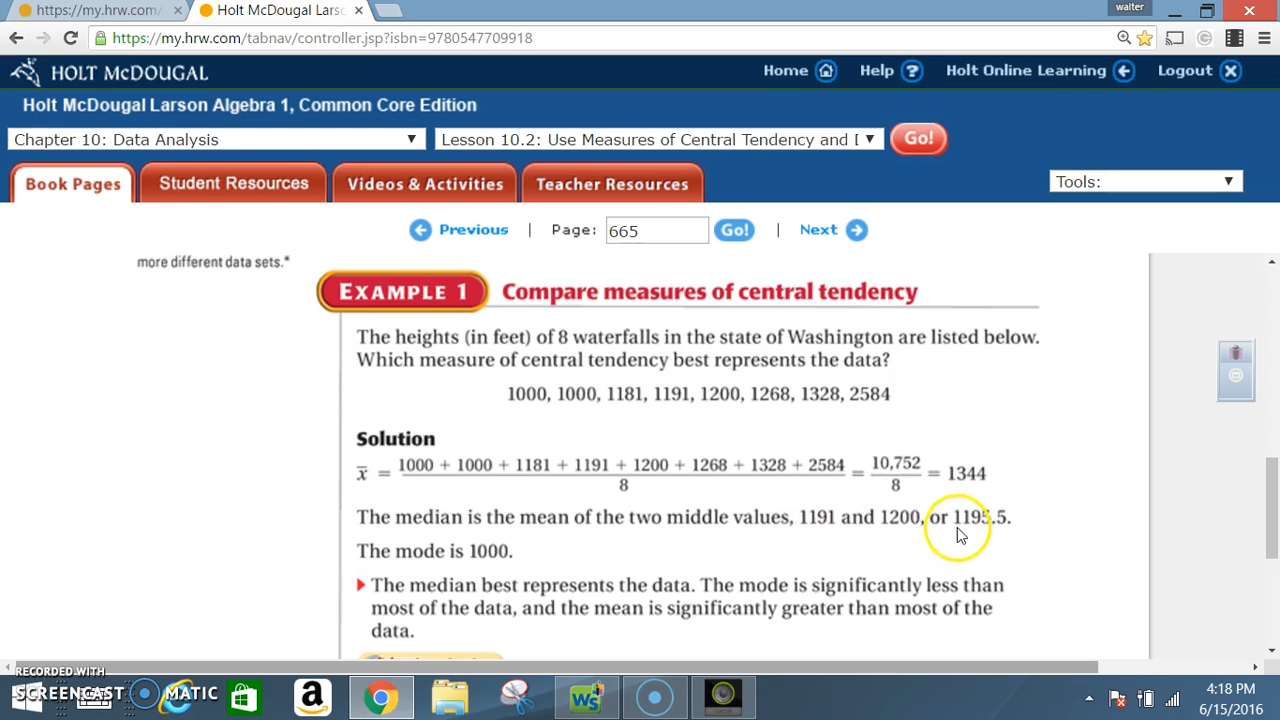 https://my.hrw.com/tabnav/
Holt McDougal Lars
walter
https://my.hrw.com/tabnav/controller.jsp?isbn=9780547709918
HOLT MCDOUGAL
Home
Help ?
Holt Online Learning
Logout
Holt McDougal Larson Algebra 1, Common Core Edition
Chapter 10: Data Analysis
Lesson 10.2: Use Measures of Central Tendency and D
Go!
Book Pages
Student Resources
Videos & Activities
Teacher Resources
Tools:
Previous | Page: 665 Go! | Next
more different data sets.*
EXAMPLE 1 Compare measures of central tendency
The heights (in feet) of 8 waterfalls in the state of Washington are listed below.
Which measure of central tendency best represents the data?
1000, 1000, 1181, 1191, 1200, 1268, 1328, 2584
Solution
x̄ = (1000 + 1000 + 1181 + 1191 + 1200 + 1268 + 1328 + 2584)/8 = 10,752/8 = 1344
The median is the mean of the two middle values, 1191 and 1200, or 1195.5.
The mode is 1000.
The median best represents the data. The mode is significantly less than
most of the data, and the mean is significantly greater than most of the
data.
RECORDED WITH
SCREENCAST MATIC
4:18 PM
6/15/2016